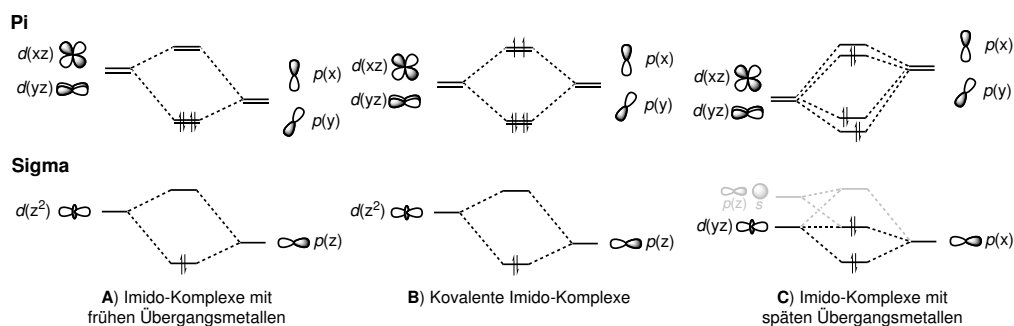 Pi
d(xz)
d(yz)
p(x)
p(y)
d(xz)
d(yz)
p(x)
p(y)
d(xz)
d(yz)
p(x)
p(y)
Sigma
d(z²)
p(z)
d(z²)
p(z)
p(z) s
d(yz)
p(x)
A) Imido-Komplexe mit
frühen Übergangsmetallen
B) Kovalente Imido-Komplexe
C) Imido-Komplexe mit
späten Übergangsmetallen